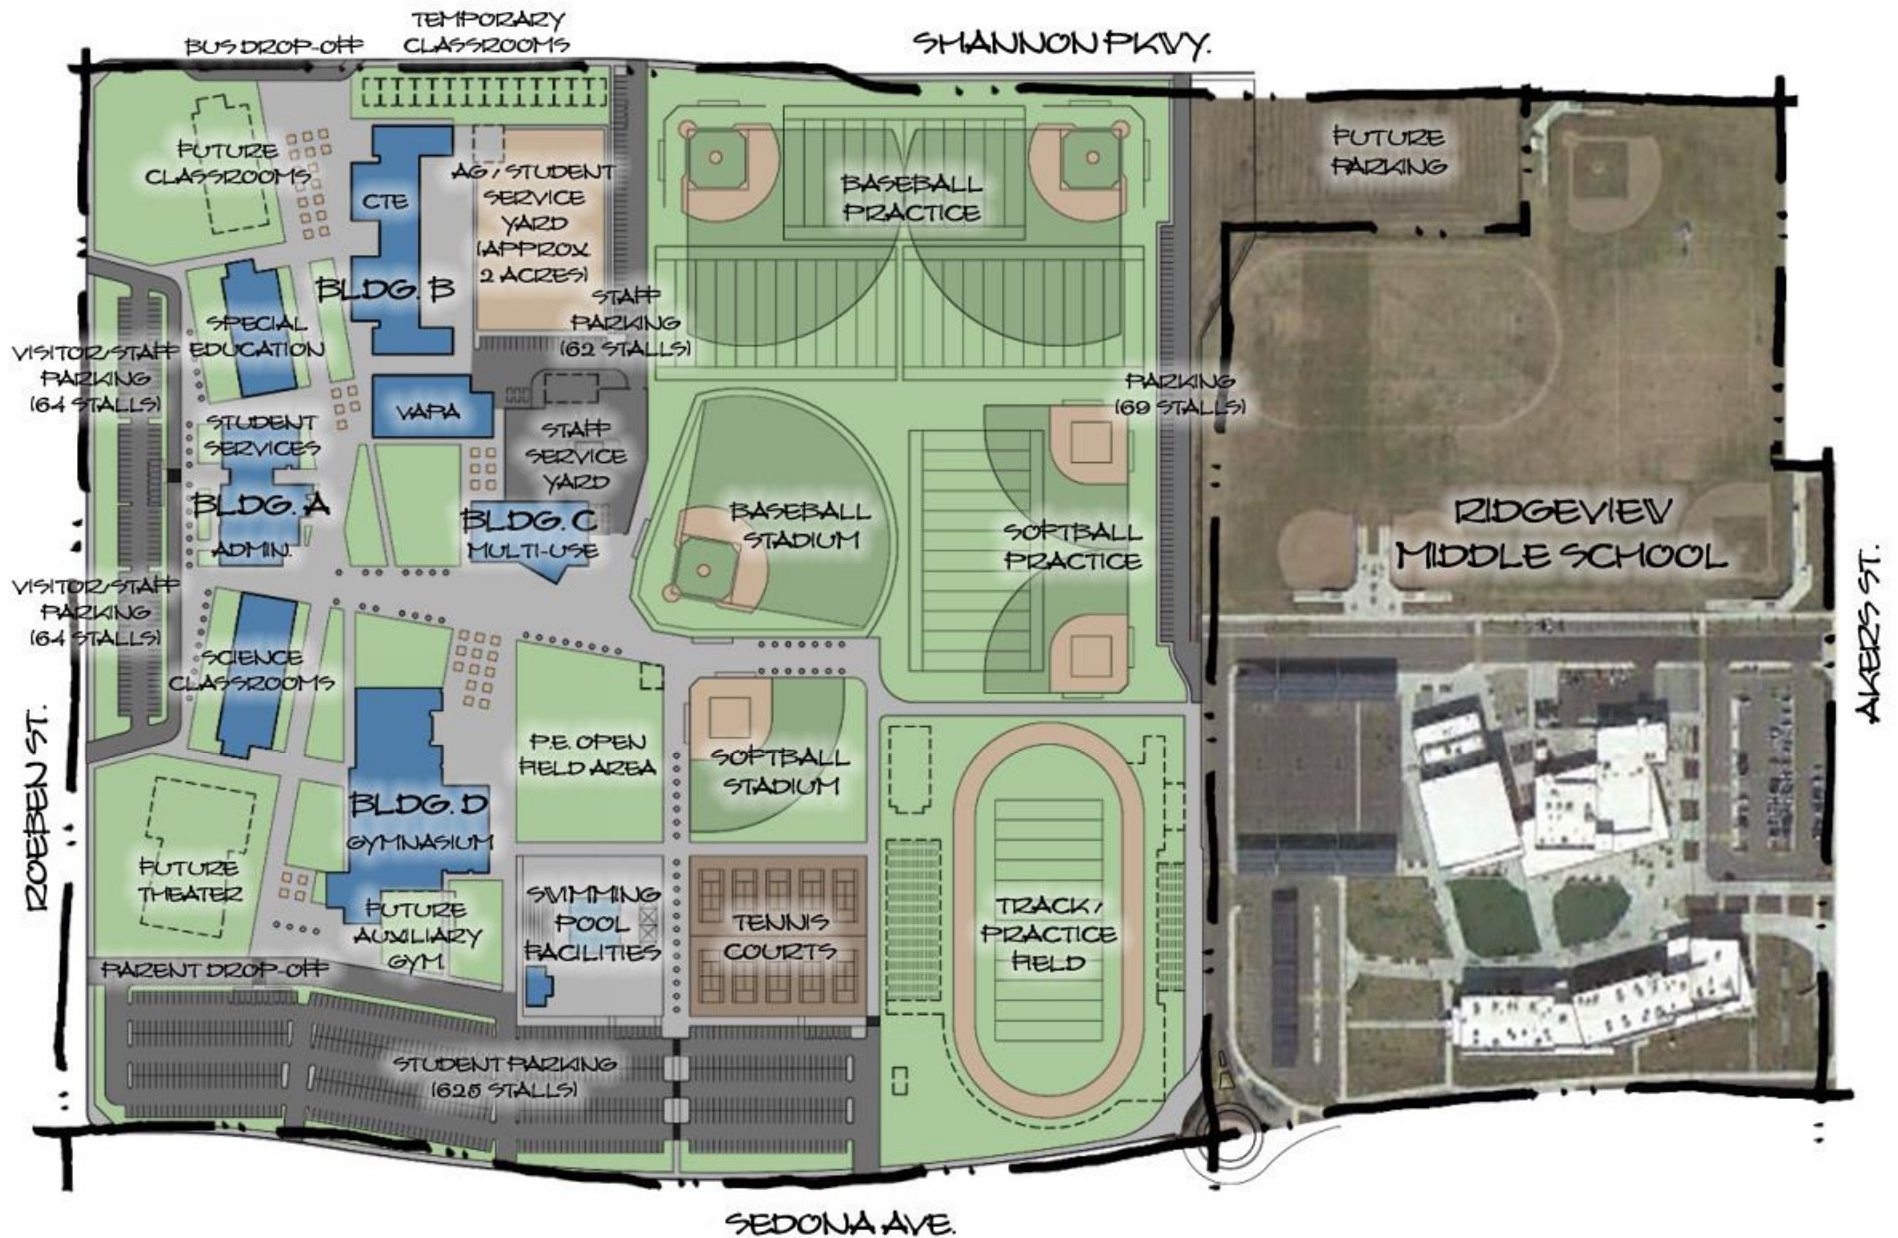 TEMPORARY
CLASSROOMS
BUS DROP-OFF
SHANNON PKWY.
FUTURE
CLASSROOMS
CTE
AG / STUDENT
SERVICE
YARD
(APPROX
2 ACRES)
BASEBALL
PRACTICE
FUTURE
PARKING
BLDG. B
STAFF
PARKING
(62 STALLS)
SPECIAL
EDUCATION
VISITOR/STAFF
PARKING
(64 STALLS)
VAPA
PARKING
(69 STALLS)
STUDENT
SERVICES
STAFF
SERVICE
YARD
BLDG. A
ADMIN.
BLDG. C
MULTI-USE
BASEBALL
STADIUM
SOFTBALL
PRACTICE
RIDGEVIEW
MIDDLE SCHOOL
AKERS ST.
VISITOR/STAFF
PARKING
(64 STALLS)
SCIENCE
CLASSROOMS
P.E. OPEN
FIELD AREA
SOFTBALL
STADIUM
ROEBEN ST.
BLDG. D
GYMNASIUM
FUTURE
THEATER
FUTURE
AUXILIARY
GYM
SWIMMING
POOL
FACILITIES
TENNIS
COURTS
TRACK /
PRACTICE
FIELD
PARENT DROP-OFF
STUDENT PARKING
(625 STALLS)
SEDONA AVE.